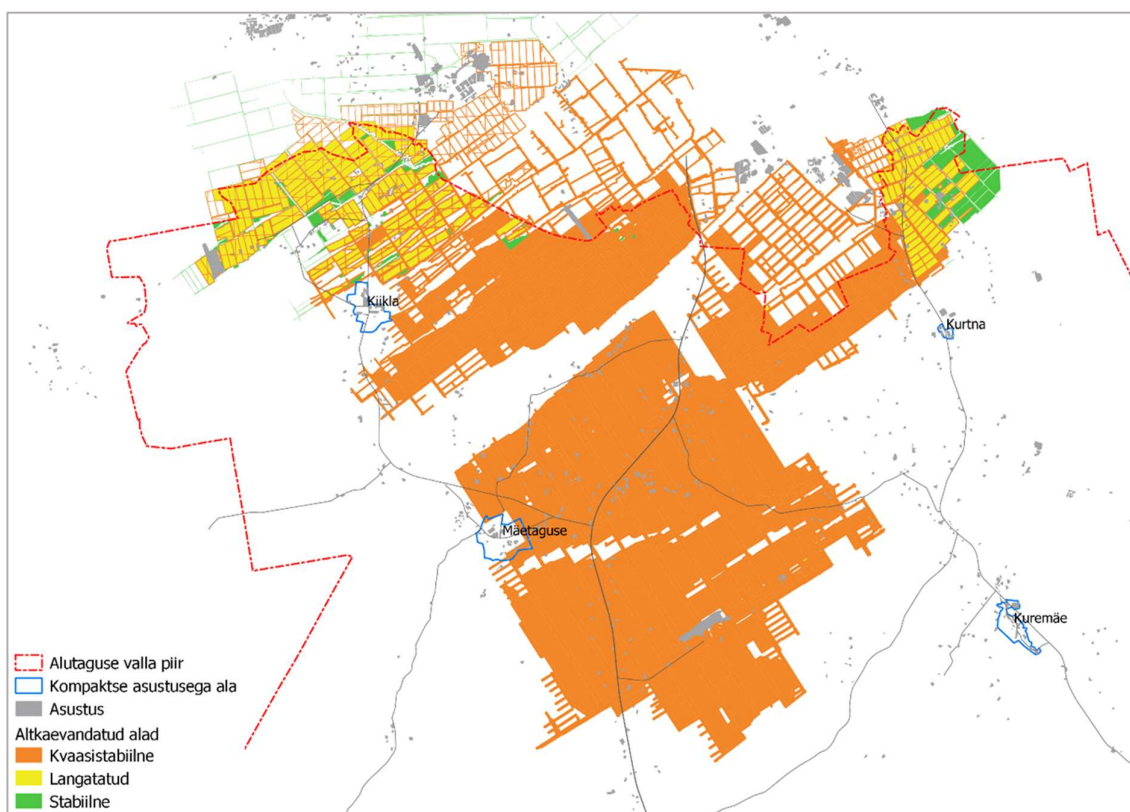 Kiikla
Kurtna
Mäetaguse
Kuremäe
Alutaguse valla piir
Kompaktse asustusega ala
Asustus
Altkaevandatud alad
Kvaasistabiilne
Langatatud
Stabiilne